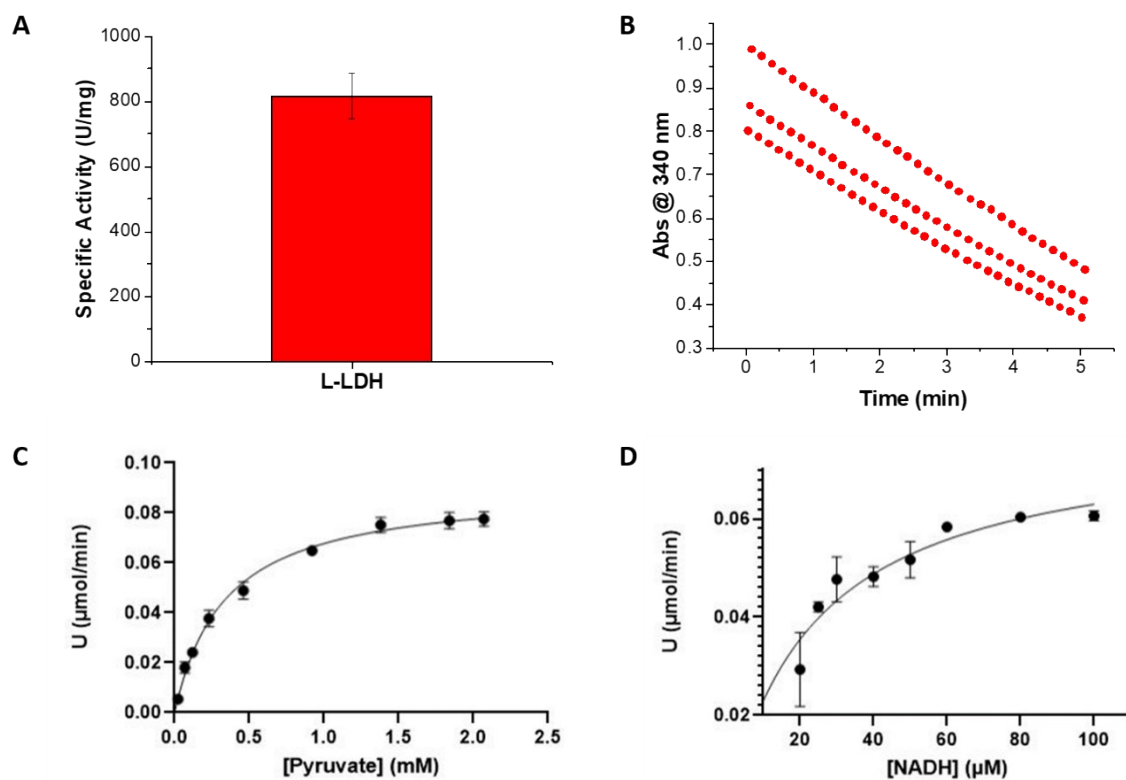 A
Specific Activity (U/mg)
1000
800
600
400
200
0
L-LDH
B
Abs @ 340 nm
1.0
0.9
0.8
0.7
0.6
0.5
0.4
0.3
0 1 2 3 4 5
Time (min)
C
U (µmol/min)
0.10
0.08
0.06
0.04
0.02
0.00
0.0 0.5 1.0 1.5 2.0 2.5
[Pyruvate] (mM)
D
U (µmol/min)
0.06
0.04
0.02
20 40 60 80 100
[NADH] (µM)